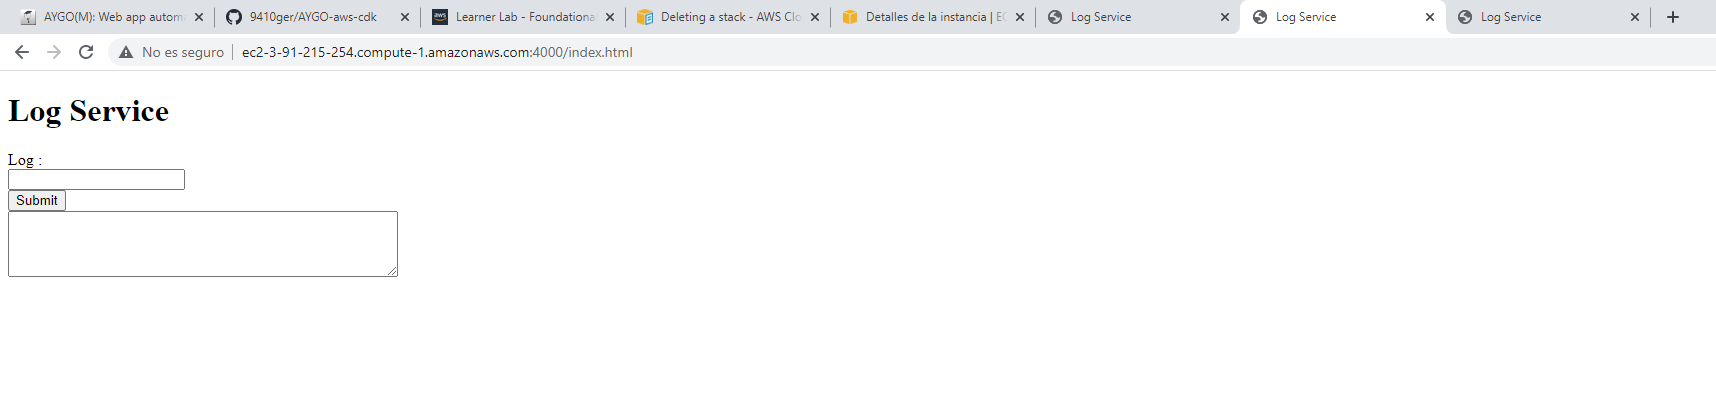 AYGO(M): Web app autom
9410ger/AYGO-aws-cdk
Learner Lab - Foundationa
Deleting a stack - AWS Clo
Detalles de la instancia | EC
Log Service
Log Service
Log Service
No es seguro
ec2-3-91-215-254.compute-1.amazonaws.com:4000/index.html
Log Service
Log :
Submit